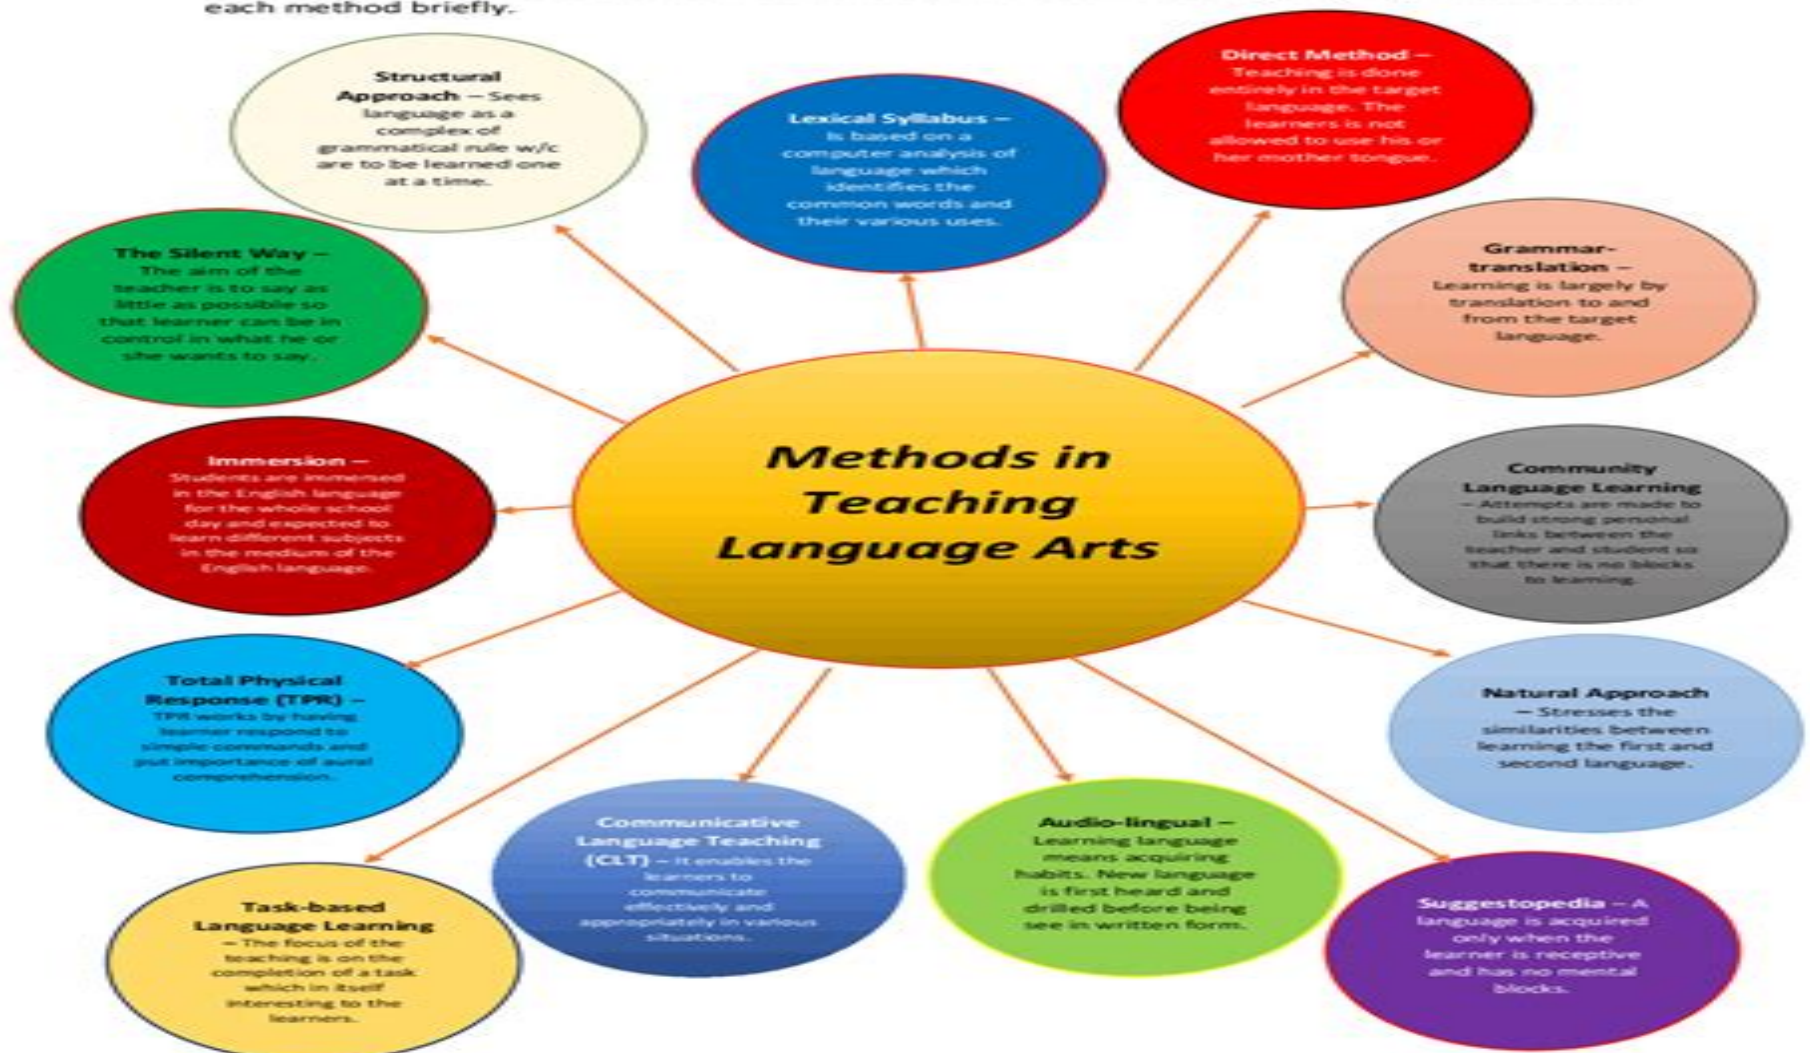 each method briefly.
Structural
Approach – Sees
language as a
complex of
grammatical rule w/c
are to be learned one
at a time.
Lexical Syllabus –
Is based on a
computer analysis of
language which
identifies the
common words and
their various uses.
Direct Method –
Teaching is done
entirely in the target
language. The
learners is not
allowed to use his or
her mother tongue.
The Silent Way –
The aim of the
teacher is to say as
little as possible so
that learner can be in
control in what he or
she wants to say.
Grammar-
translation –
Learning is largely by
translation to and
from the target
language.
Methods in
Teaching
Language Arts
Immersion –
Students are immersed
in the English language
for the whole school
day and expected to
learn different subjects
in the medium of the
English language.
Community
Language Learning
– Attempts are made to
build strong personal
links between the
teacher and student so
that there is no blocks
to learning.
Total Physical
Response (TPR) –
TPR works by having
learner respond to
simple commands and
put importance of aural
comprehension.
Natural Approach
– Stresses the
similarities between
learning the first and
second language.
Task-based
Language Learning
– The focus of the
teaching is on the
completion of a task
which in itself
interesting to the
learners.
Communicative
Language Teaching
(CLT) – It enables the
learners to
communicate
effectively and
appropriately in various
situations.
Audio-lingual –
Learning language
means acquiring
habits. New language
is first heard and
drilled before being
see in written form.
Suggestopedia – A
language is acquired
only when the
learner is receptive
and has no mental
blocks.